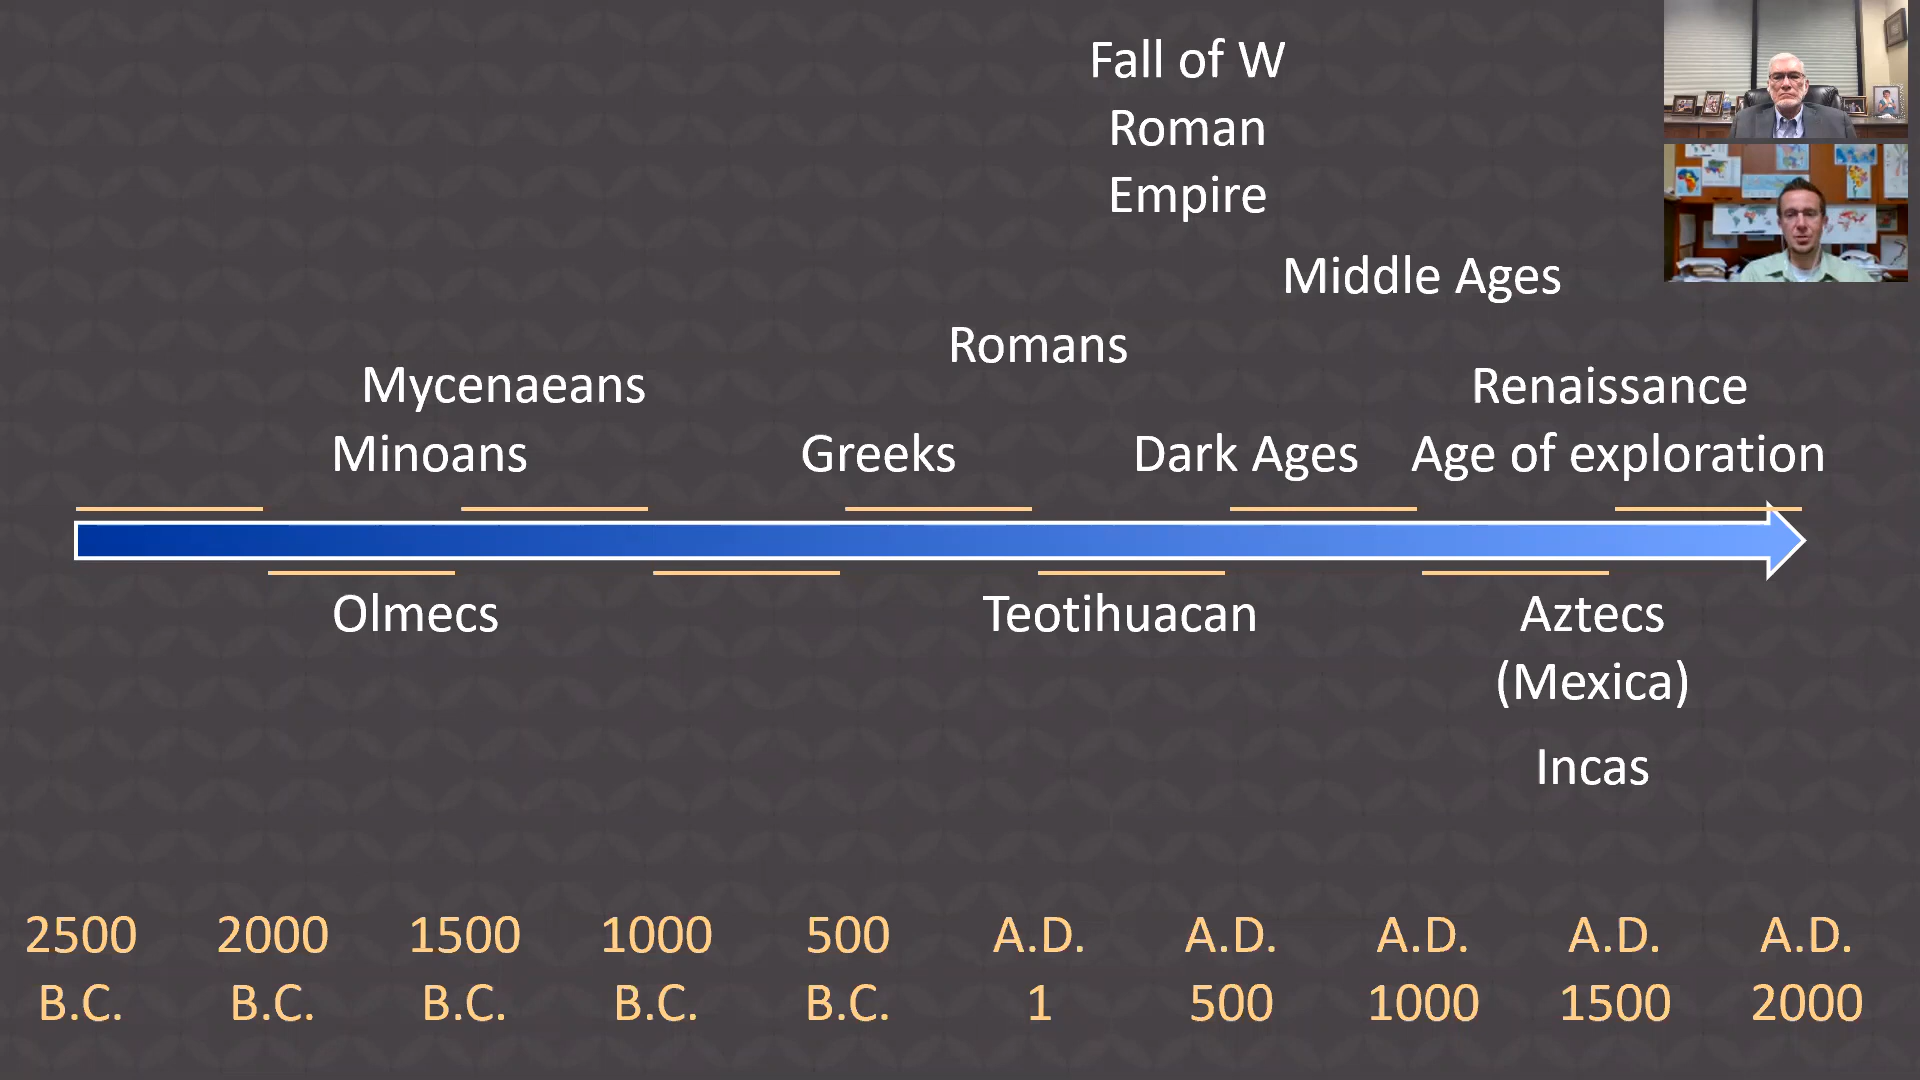 Fall of W
Roman
Empire
Middle Ages
Romans
Mycenaeans
Renaissance
Minoans
Greeks
Dark Ages
Age of exploration
Olmecs
Teotihuacan
Aztecs
(Mexica)
Incas
2500
B.C.
2000
B.C.
1500
B.C.
1000
B.C.
500
B.C.
A.D.
1
A.D.
500
A.D.
1000
A.D.
1500
A.D.
2000